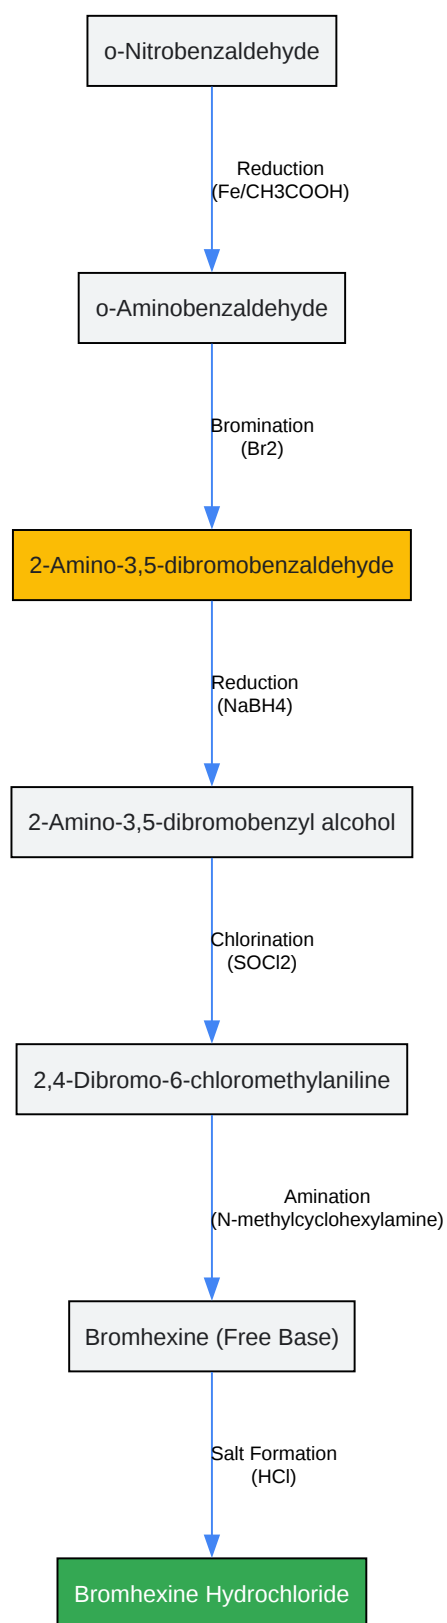 o-Nitrobenzaldehyde
Reduction
(Fe/CH3COOH)
o-Aminobenzaldehyde
Bromination
(Br2)
2-Amino-3,5-dibromobenzaldehyde
Reduction
(NaBH4)
2-Amino-3,5-dibromobenzyl alcohol
Chlorination
(SOCl2)
2,4-Dibromo-6-chloromethylaniline
Amination
(N-methylcyclohexylamine)
Bromhexine (Free Base)
Salt Formation
(HCl)
Bromhexine Hydrochloride